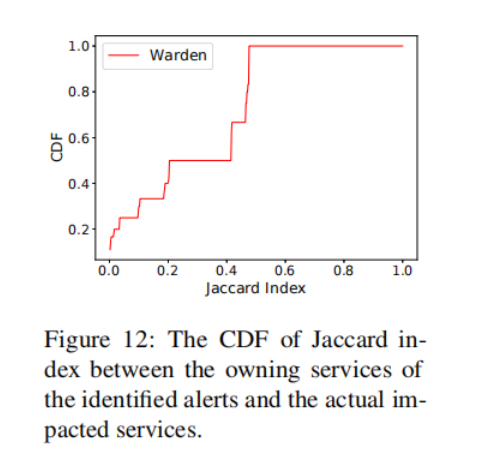 1.0
Warden
0.8
0.6
CDF
0.4
0.2
0.0 0.2 0.4 0.6 0.8 1.0
Jaccard Index
Figure 12: The CDF of Jaccard in-
dex between the owning services of
the identified alerts and the actual im-
pacted services.